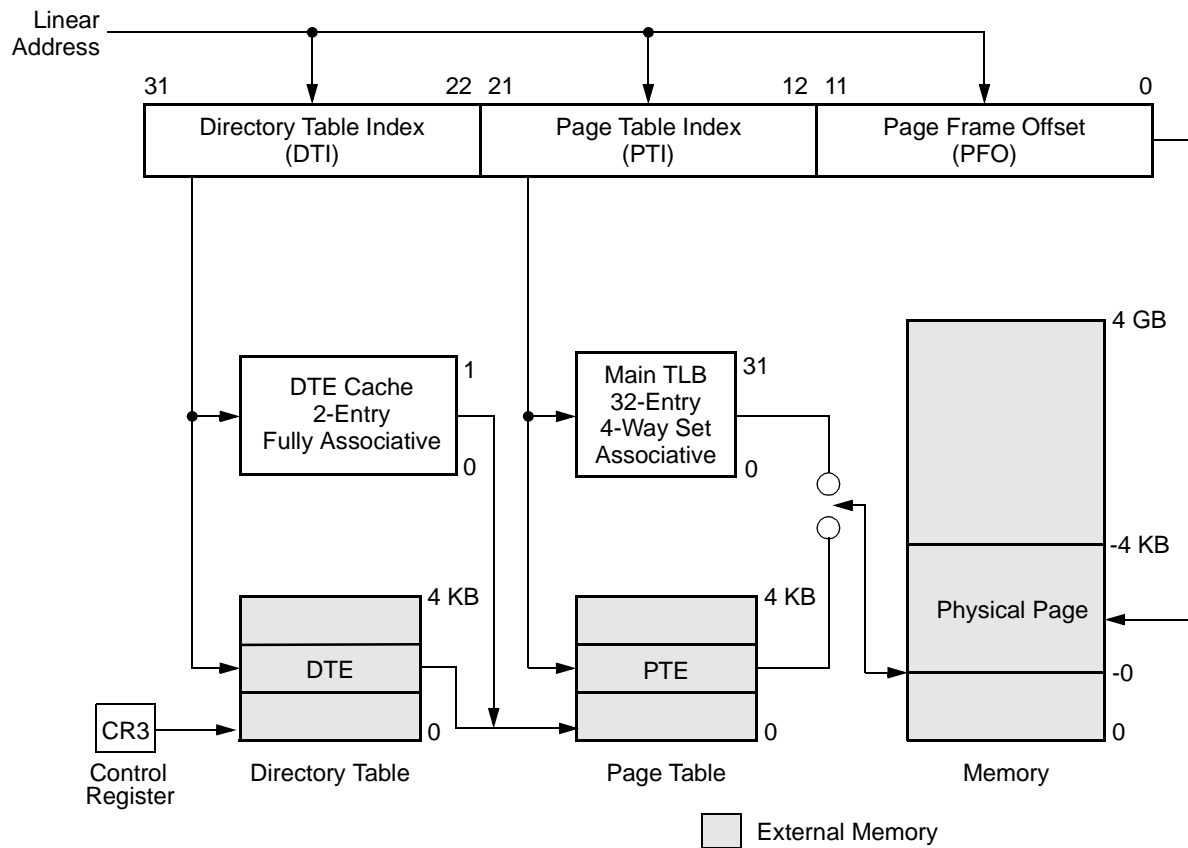 Linear
Address
31 22 21 12 11 0
Directory Table Index
(DTI)
Page Table Index
(PTI)
Page Frame Offset
(PFO)
4 GB
DTE Cache
2-Entry
Fully Associative
1
0
Main TLB
32-Entry
4-Way Set
Associative
31
0
-4 KB
Physical Page
-0
0
4 KB
DTE
0
4 KB
PTE
0
CR3
Control
Register
Directory Table
Page Table
Memory
External Memory